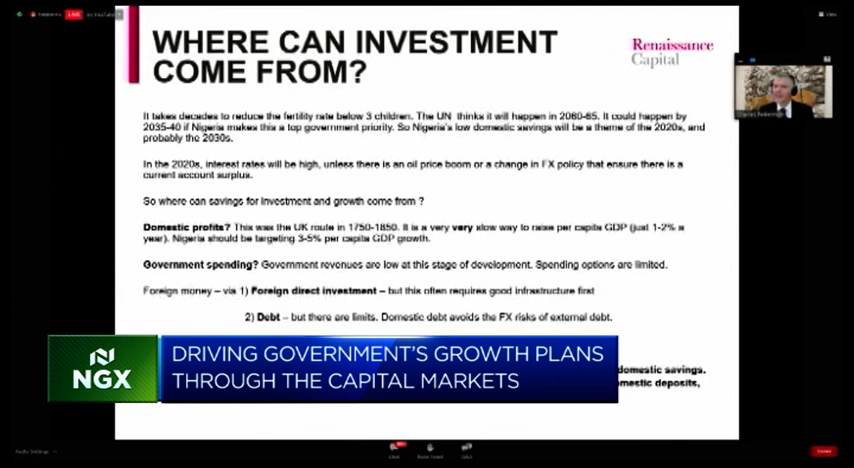 LIVE
View
WHERE CAN INVESTMENT
COME FROM?
Renaissance
Capital
It takes decades to reduce the fertility rate below 3 children. The UN thinks it will happen in 2060-65. It could happen by
2035-40 if Nigeria makes this a top government priority. So Nigeria's low domestic savings will be a theme of the 2020s, and
probably the 2030s.
In the 2020s, interest rates will be high, unless there is an oil price boom or a change in FX policy that ensure there is a
current account surplus.
So where can savings for investment and growth come from ?
Domestic profits? This was the UK route in 1750-1850. It is a very very slow way to raise per capita GDP (just 1-2% a
year). Nigeria should be targeting 3-5% per capita GDP growth.
Government spending? Government revenues are low at this stage of development. Spending options are limited.
Foreign money – via 1) Foreign direct investment – but this often requires good infrastructure first
2) Debt – but there are limits. Domestic debt avoids the FX risks of external debt.
domestic savings.
omestic deposits,
NGX
DRIVING GOVERNMENT'S GROWTH PLANS
THROUGH THE CAPITAL MARKETS
Audio Settings
Chat
Raise Hand
Q&A
Leave